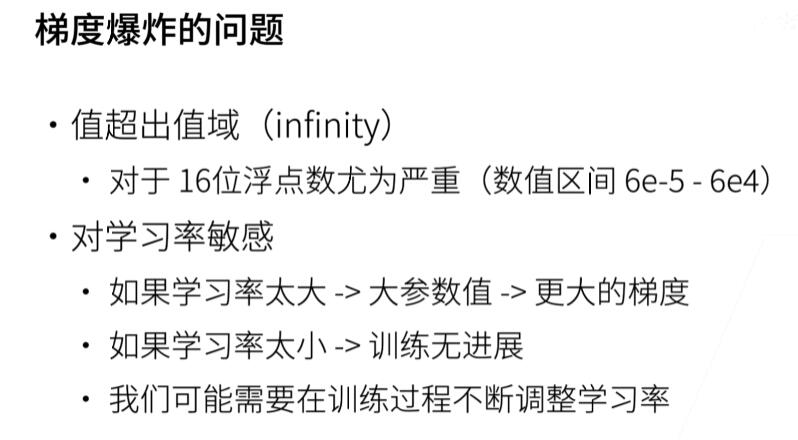 梯度爆炸的问题
• 值超出值域（infinity）
• 对于 16位浮点数尤为严重（数值区间 6e-5 - 6e4）
• 对学习率敏感
• 如果学习率太大 -> 大参数值 -> 更大的梯度
• 如果学习率太小 -> 训练无进展
• 我们可能需要在训练过程不断调整学习率